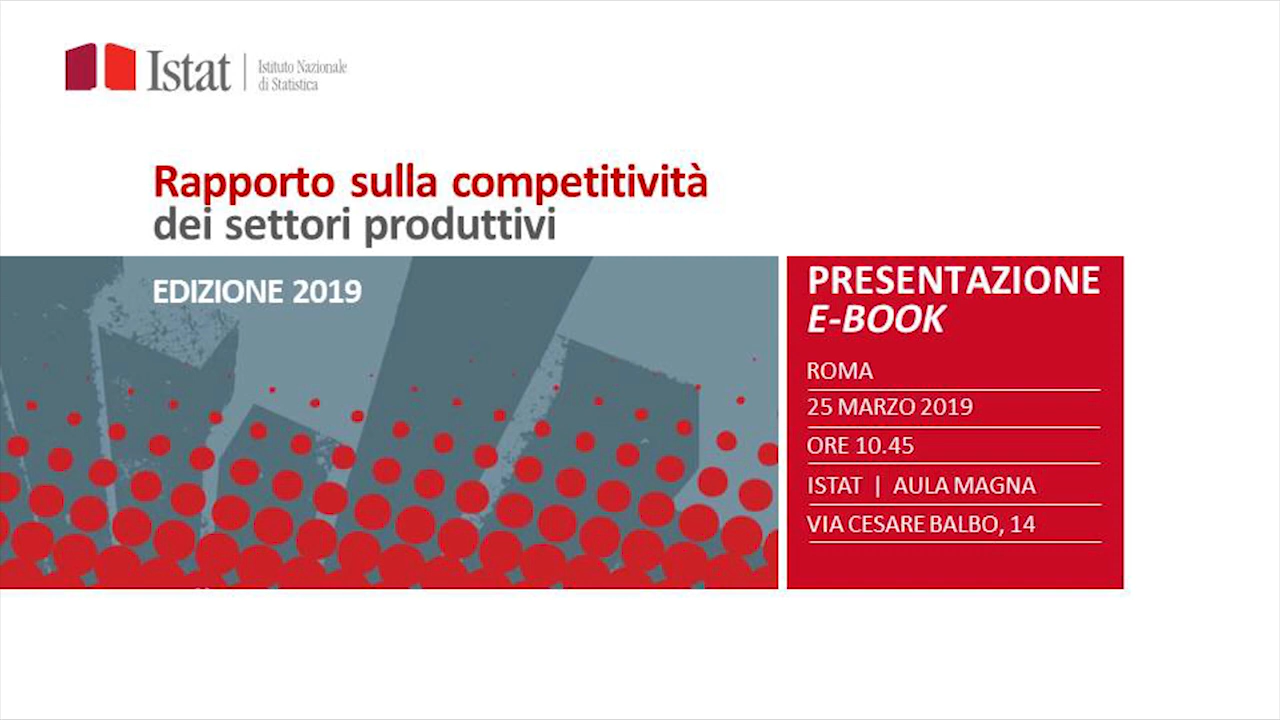 Istat
Istituto Nazionale
di Statistica
Rapporto sulla competitività
dei settori produttivi
EDIZIONE 2019
PRESENTAZIONE
E-BOOK
ROMA
25 MARZO 2019
ORE 10.45
ISTAT | AULA MAGNA
VIA CESARE BALBO, 14